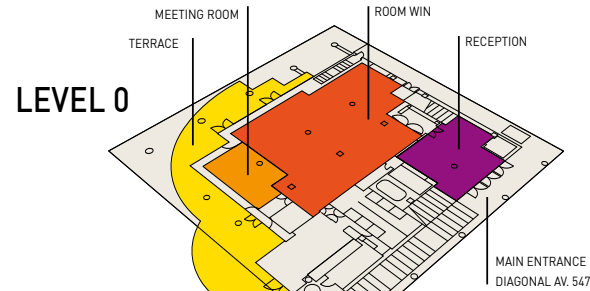 MEETING ROOM
ROOM WIN
TERRACE
RECEPTION
LEVEL 0
MAIN ENTRANCE
DIAGONAL AV. 547